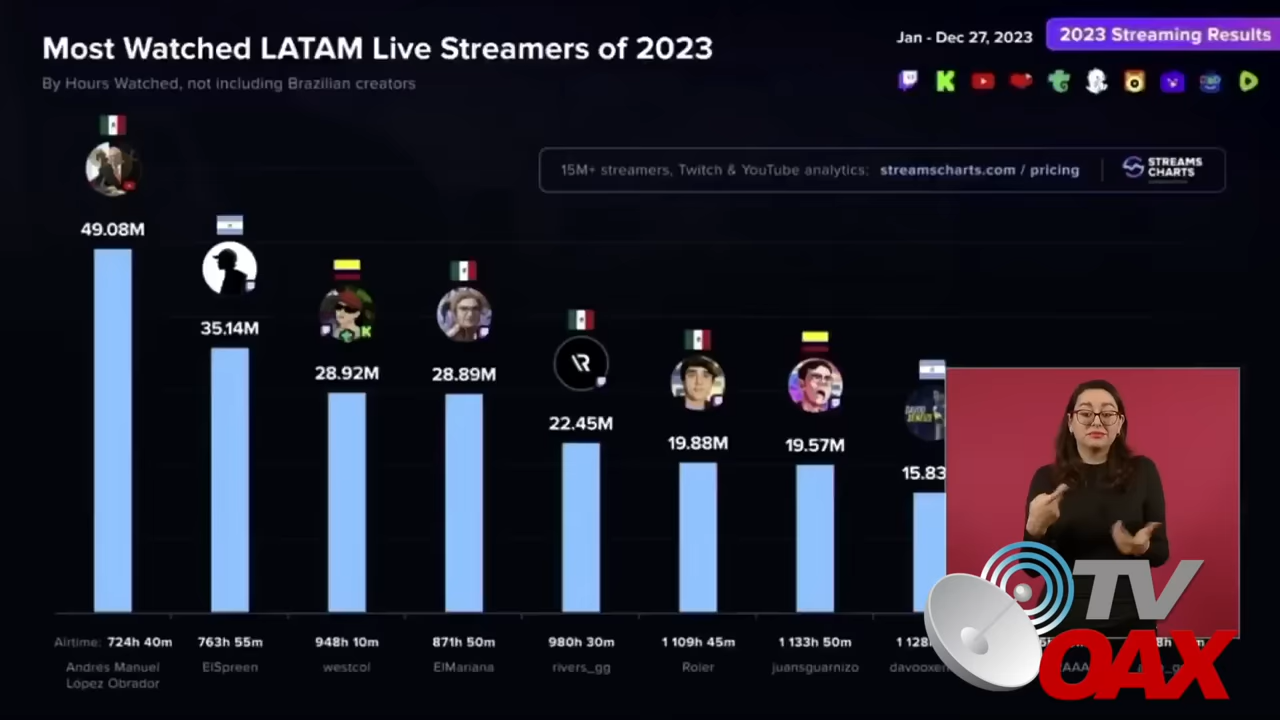 Most Watched LATAM Live Streamers of 2023
By Hours Watched, not including Brazilian creators
Jan - Dec 27, 2023
2023 Streaming Results
15M+ streamers, Twitch & YouTube analytics: streamscharts.com / pricing
STREAMS
CHARTS
49.08M
35.14M
28.92M
28.89M
22.45M
19.88M
19.57M
15.83
Airtime: 724h 40m
763h 55m
948h 10m
871h 50m
980h 30m
1 109h 45m
1 133h 50m
1 128
Andrés Manuel
López Obrador
ElSpreen
westcol
ElMariana
rivers_gg
Roier
juansguarnizo
davooxen
TV
OAX